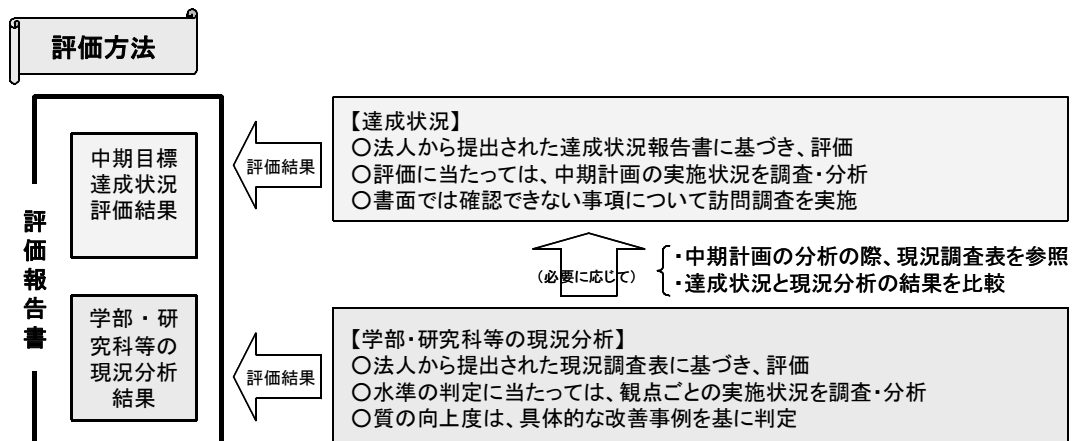 評価方法
評価報告書
中期目標
達成状況
評価結果
評価結果
【達成状況】
○法人から提出された達成状況報告書に基づき、評価
○評価に当たっては、中期計画の実施状況を調査・分析
○書面では確認できない事項について訪問調査を実施
(必要に応じて)
・中期計画の分析の際、現況調査表を参照
・達成状況と現況分析の結果を比較
学部・研
究科等の
現況分析
結果
評価結果
【学部・研究科等の現況分析】
○法人から提出された現況調査表に基づき、評価
○水準の判定に当たっては、観点ごとの実施状況を調査・分析
○質の向上度は、具体的な改善事例を基に判定